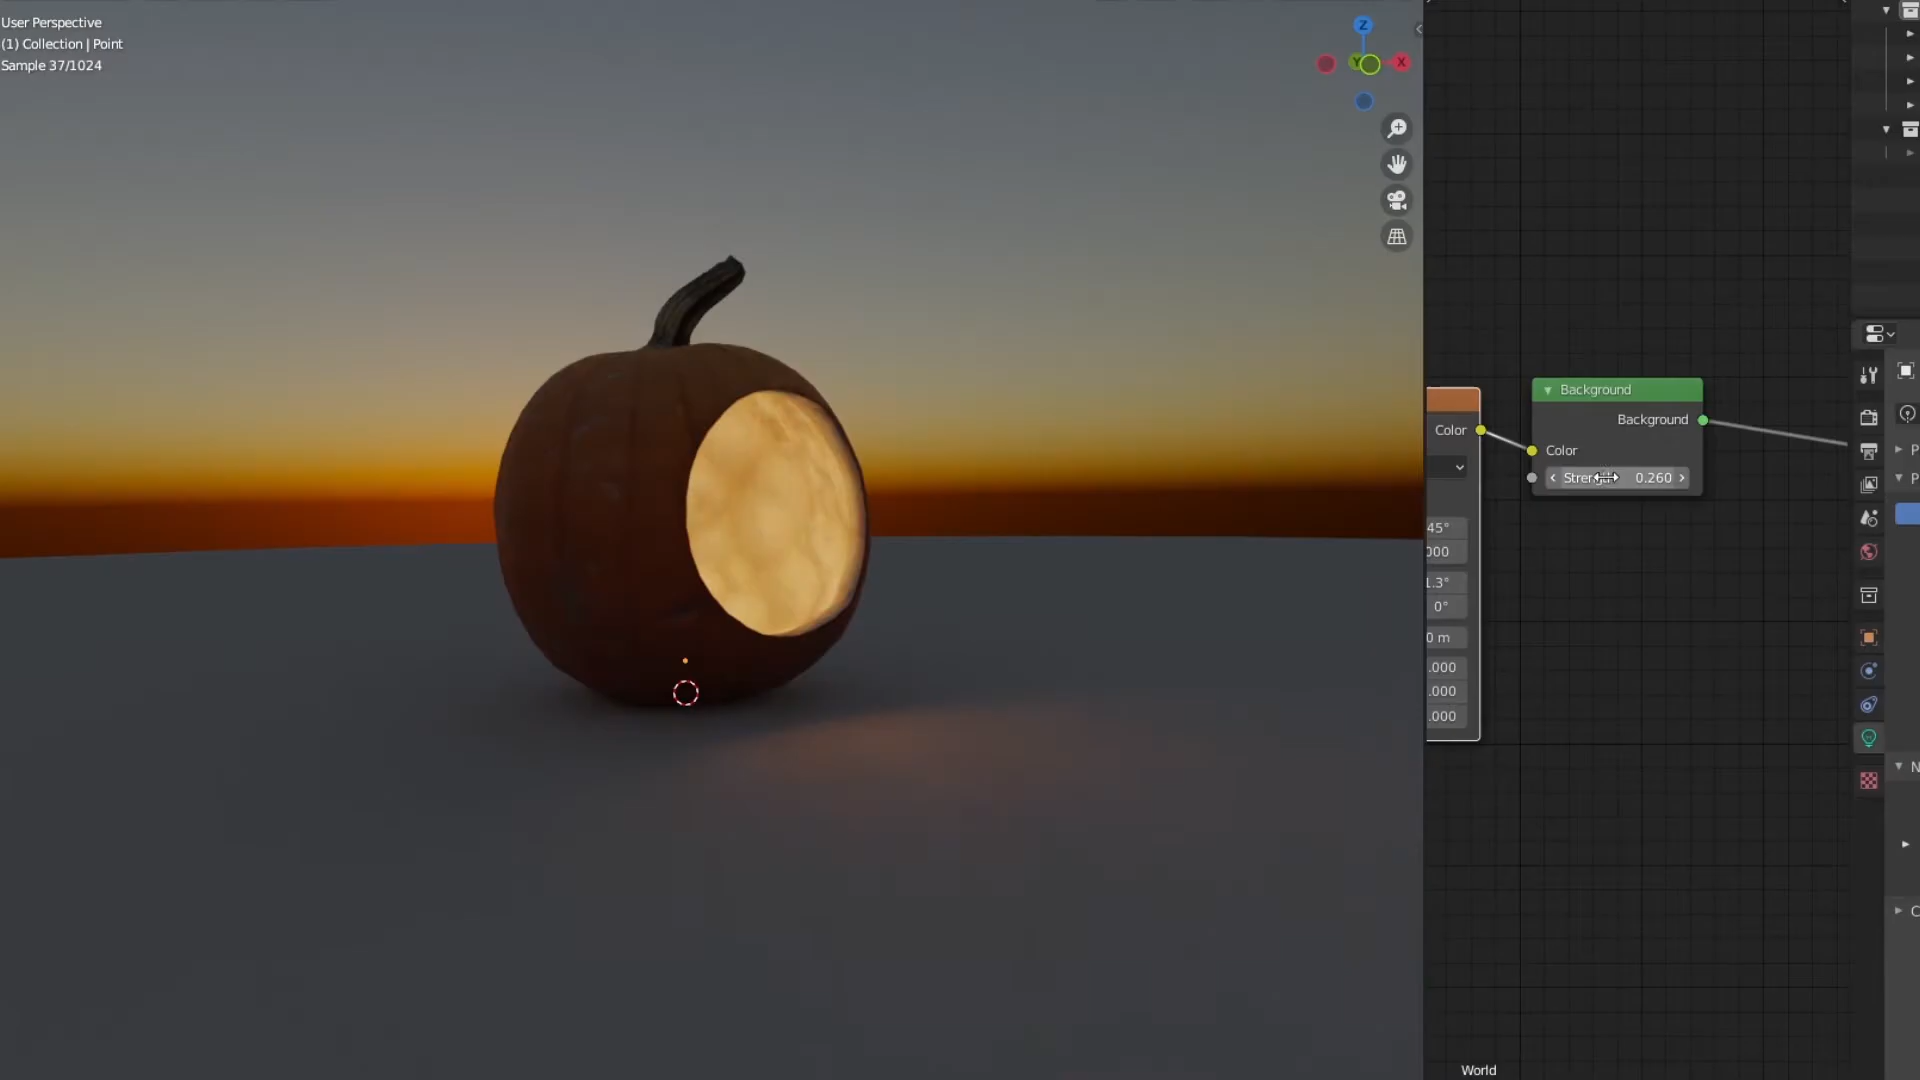 User Perspective
(1) Collection | Point
Sample 37/1024
Z
Y
X
Background
Background
Color
Color
Strength 0.260
45°
000
1.3°
0°
0 m
.000
.000
.000
P
P
N
C
World